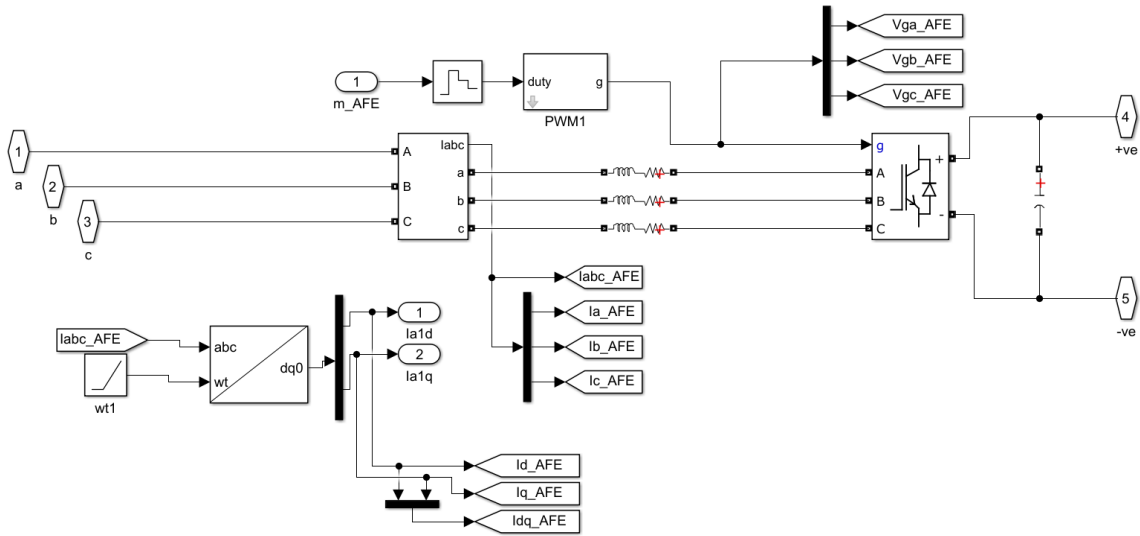 Vga_AFE
Vgb_AFE
Vgc_AFE
1
m_AFE
duty
g
PWM1
4
+ve
1
a
2
b
3
c
A
B
C
Iabc
a
b
c
g
A
B
C
+
-
+
5
-ve
Iabc_AFE
Ia_AFE
Ib_AFE
Ic_AFE
Iabc_AFE
wt1
abc
wt
dq0
1
Ia1d
2
Ia1q
Id_AFE
Iq_AFE
Idq_AFE